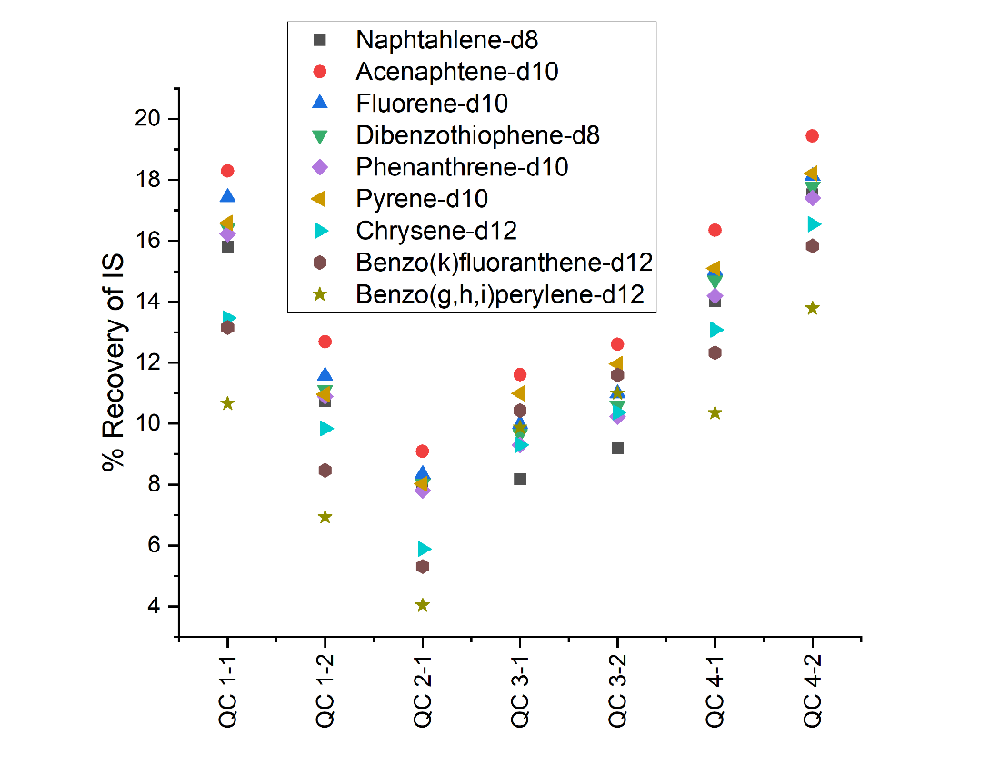 Naphtahlene-d8
Acenaphtene-d10
Fluorene-d10
Dibenzothiophene-d8
Phenanthrene-d10
Pyrene-d10
Chrysene-d12
Benzo(k)fluoranthene-d12
Benzo(g,h,i)perylene-d12
% Recovery of IS
20
18
16
14
12
10
8
6
4
QC 1-1
QC 1-2
QC 2-1
QC 3-1
QC 3-2
QC 4-1
QC 4-2